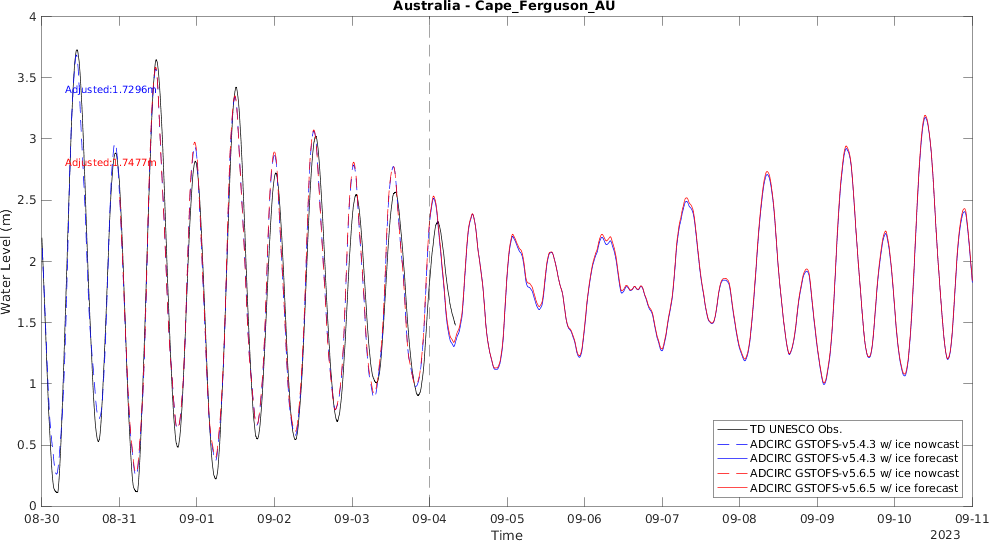 Australia - Cape_Ferguson_AU
4
3.5
3
2.5
2
1.5
1
0.5
0
Water Level (m)
Adjusted:1.7296m
Adjusted:1.7477m
TD UNESCO Obs.
ADCIRC GSTOFS-v5.4.3 w/ ice nowcast
ADCIRC GSTOFS-v5.4.3 w/ ice forecast
ADCIRC GSTOFS-v5.6.5 w/ ice nowcast
ADCIRC GSTOFS-v5.6.5 w/ ice forecast
08-30 08-31 09-01 09-02 09-03 09-04 09-05 09-06 09-07 09-08 09-09 09-10 09-11
Time
2023